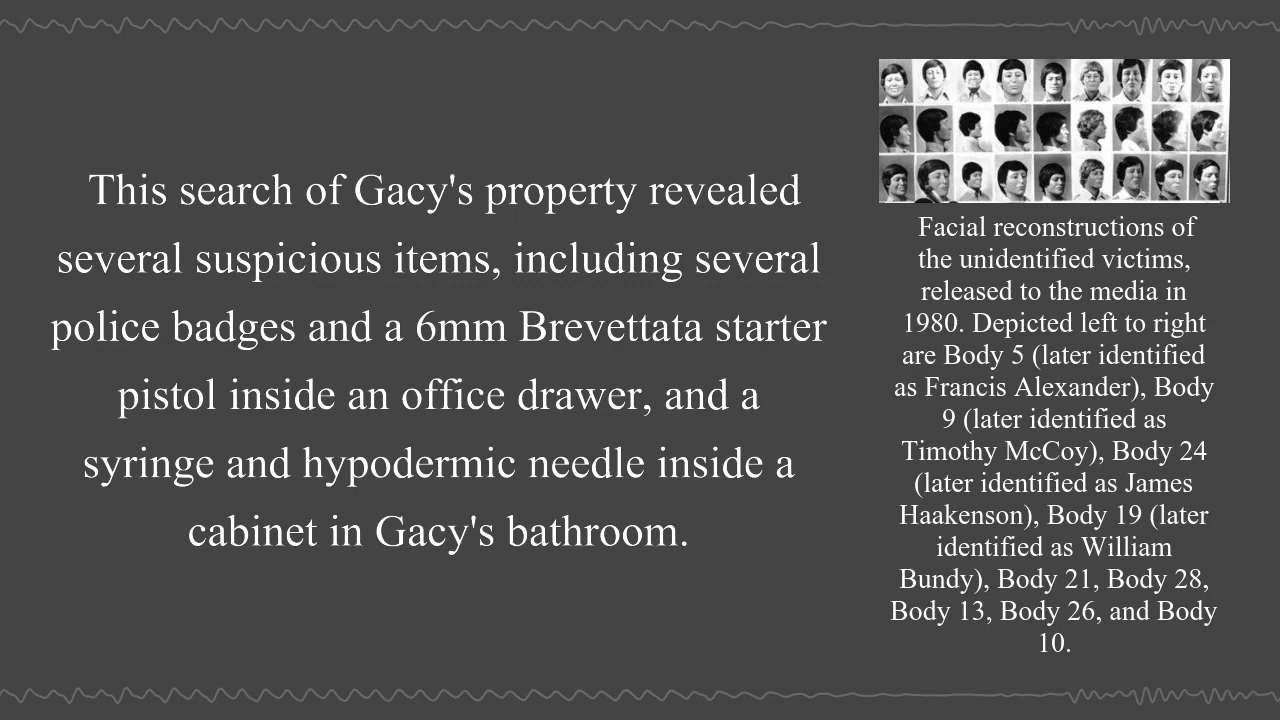 This search of Gacy's property revealed
several suspicious items, including several
police badges and a 6mm Brevettata starter
pistol inside an office drawer, and a
syringe and hypodermic needle inside a
cabinet in Gacy's bathroom.
Facial reconstructions of
the unidentified victims,
released to the media in
1980. Depicted left to right
are Body 5 (later identified
as Francis Alexander), Body
9 (later identified as
Timothy McCoy), Body 24
(later identified as James
Haakenson), Body 19 (later
identified as William
Bundy), Body 21, Body 28,
Body 13, Body 26, and Body
10.